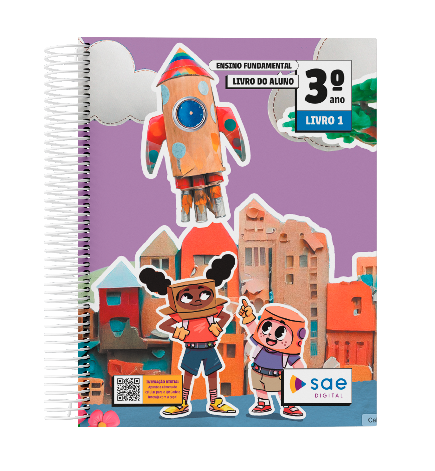 ENSINO FUNDAMENTAL
LIVRO DO ALUNO
3º
ano
LIVRO 1
sae
DIGITAL